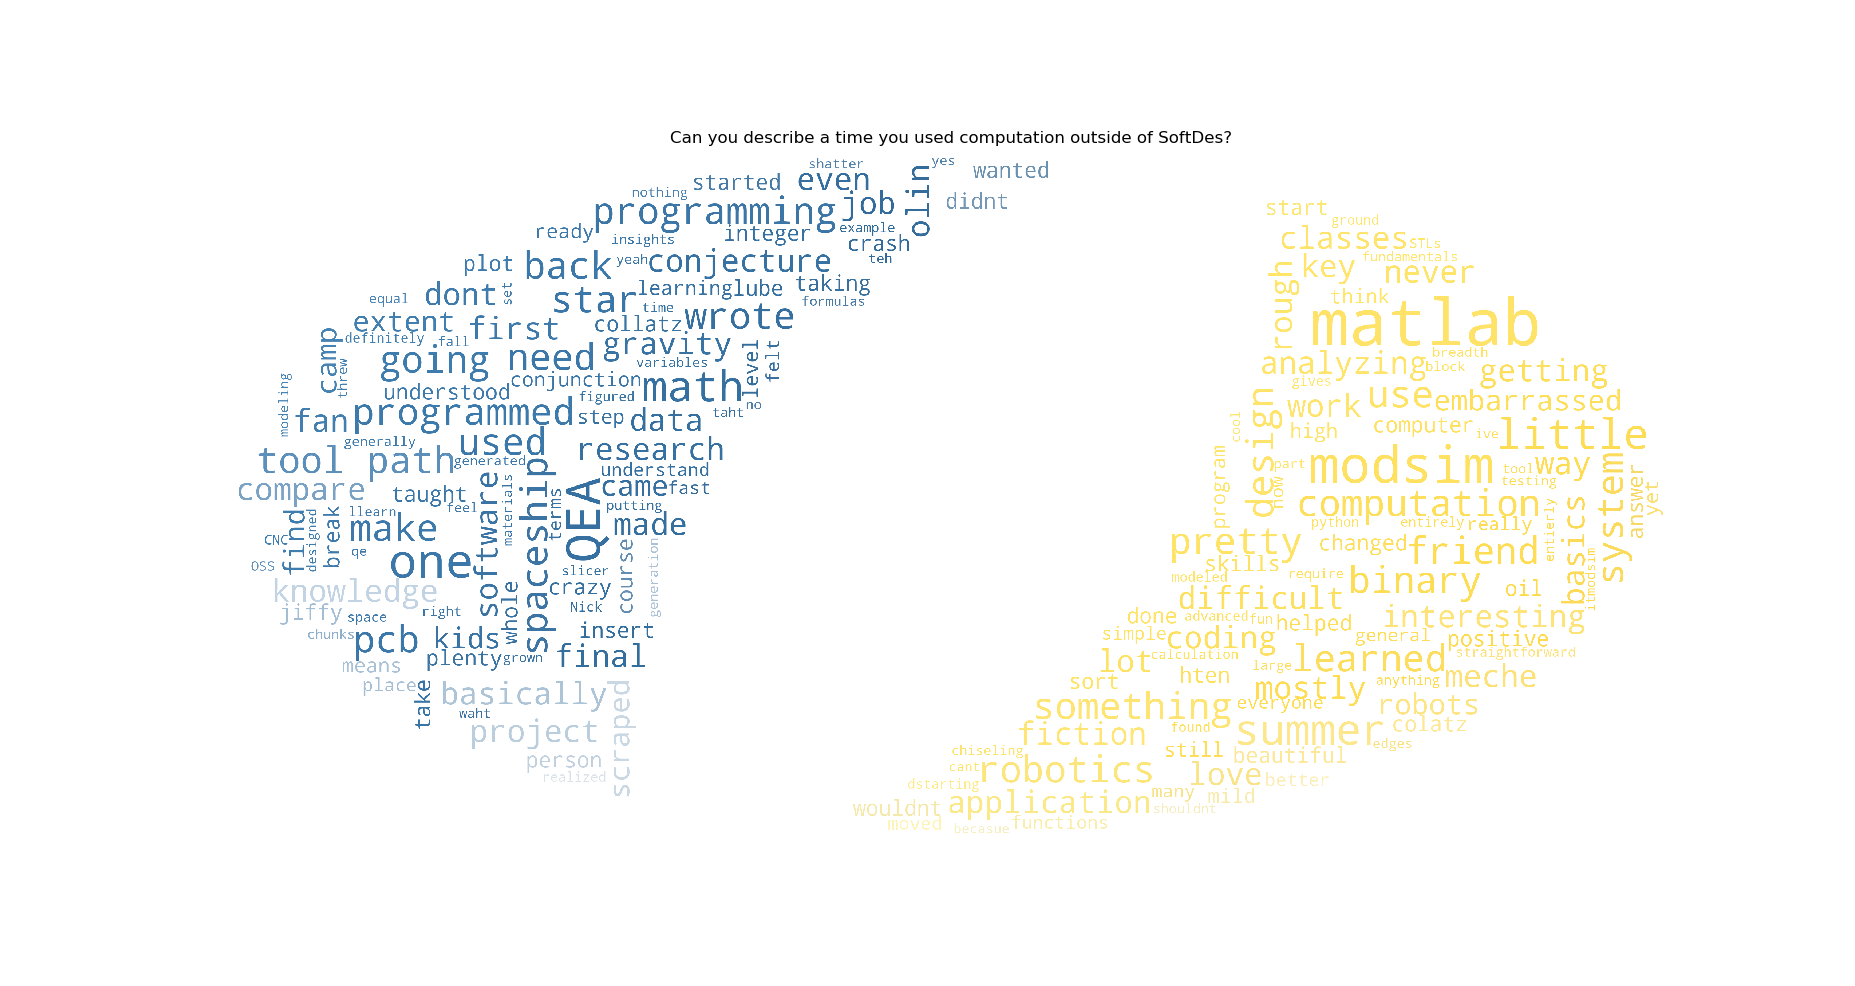 Can you describe a time you used computation outside of SoftDes?
shatter
yes
wanted
started
even
nothing
job
olin
didnt
programming
ready
insights
integer
example
crash
plot
back
yeah
conjecture
teh
set
learning
lube
taking
equal
dont
star
time
formulas
extent
first
collatz
wrote
definitely
fall
gravity
camp
going
need
variables
level
felt
threw
understood
conjunction
figured
math
no
modeling
fan
programmed
step
data
taht
generally
used
research
tool path
generated
understand
compare
taught
software
materials
spaceship
terms
QEA
came
fast
feel
putting
find
designed
break
llearn
make
made
CNC
qe
OSS
one
slicer
course
generation
knowledge
crazy
jiffy
space
right
whole
Nick
chunks
pcb
kids
insert
means
plenty
grown
final
place
take
basically
scraped
waht
project
person
realized
start
ground
classes
STLs
rough
key
fundamentals
never
think
matlab
analyzing
breadth
block
getting
gives
design
work
use
embarrassed
cool
high
computer
ive
little
part
modsim
tool
way
testing
system
answer
yet
program
now
computation
basics
python
entirely
really
entierly
pretty
changed
friend
skills
modeled
require
binary
oil
itmodsim
difficult
done
advanced
fun
helped
interesting
simple
coding
general
positive
lot
calculation
straightforward
large
learned
sort
hten
mostly
anything
meche
something
everyone
robots
fiction
found
summer
colatz
chiseling
still
edges
beautiful
cant
robotics
love
better
dstarting
many
mild
wouldnt
application
shouldnt
moved
becasue
functions